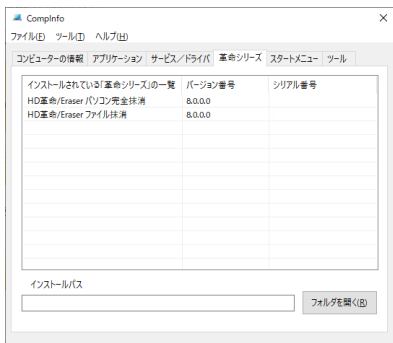 CompInfo
ファイル(F) ツール(T) ヘルプ(H)
コンピューターの情報 アプリケーション サービス/ドライバ 革命シリーズ スタートメニュー ツール
インストールされている「革命シリーズ」の一覧 バージョン番号 シリアル番号
HD革命/Eraser パソコン完全抹消 8.0.0.0
HD革命/Eraser ファイル抹消 8.0.0.0
インストールパス
フォルダを開く(R)